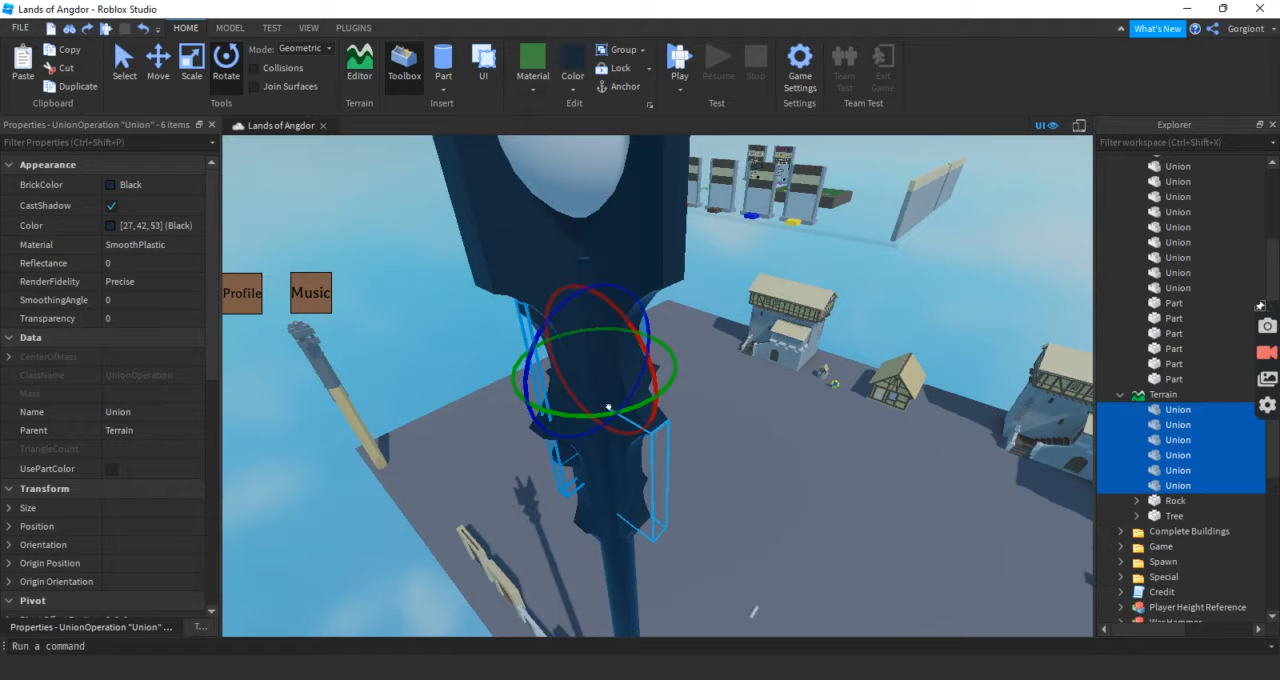 Lands of Angdor - Roblox Studio
FILE HOME MODEL TEST VIEW PLUGINS What's New Gorgiont
Paste Copy Cut Duplicate Clipboard
Select Move Scale Rotate Mode: Geometric Collisions Join Surfaces Tools
Editor Terrain
Toolbox Part UI Insert
Material Color Group Lock Anchor Edit
Play Resume Stop Test
Game Settings Settings
Team Test Exit Game Team Test
Properties - UnionOperation "Union" - 6 items
Filter Properties (Ctrl+Shift+P)
Appearance
BrickColor Black
CastShadow
Color [27, 42, 53] (Black)
Material SmoothPlastic
Reflectance 0
RenderFidelity Precise
SmoothingAngle 0
Transparency 0
Data
CenterOfMass
ClassName UnionOperation
Mass
Name Union
Parent Terrain
TriangleCount
UsePartColor
Transform
Size
Position
Orientation
Origin Position
Origin Orientation
Pivot
Properties - UnionOperation "Union" ... T...
Run a command
Lands of Angdor
UI
Profile
Music
Explorer
Filter workspace (Ctrl+Shift+X)
Union
Union
Union
Union
Union
Union
Union
Union
Union
Part
Part
Part
Part
Part
Part
Terrain
Union
Union
Union
Union
Union
Union
Rock
Tree
Complete Buildings
Game
Spawn
Special
Credit
Player Height Reference